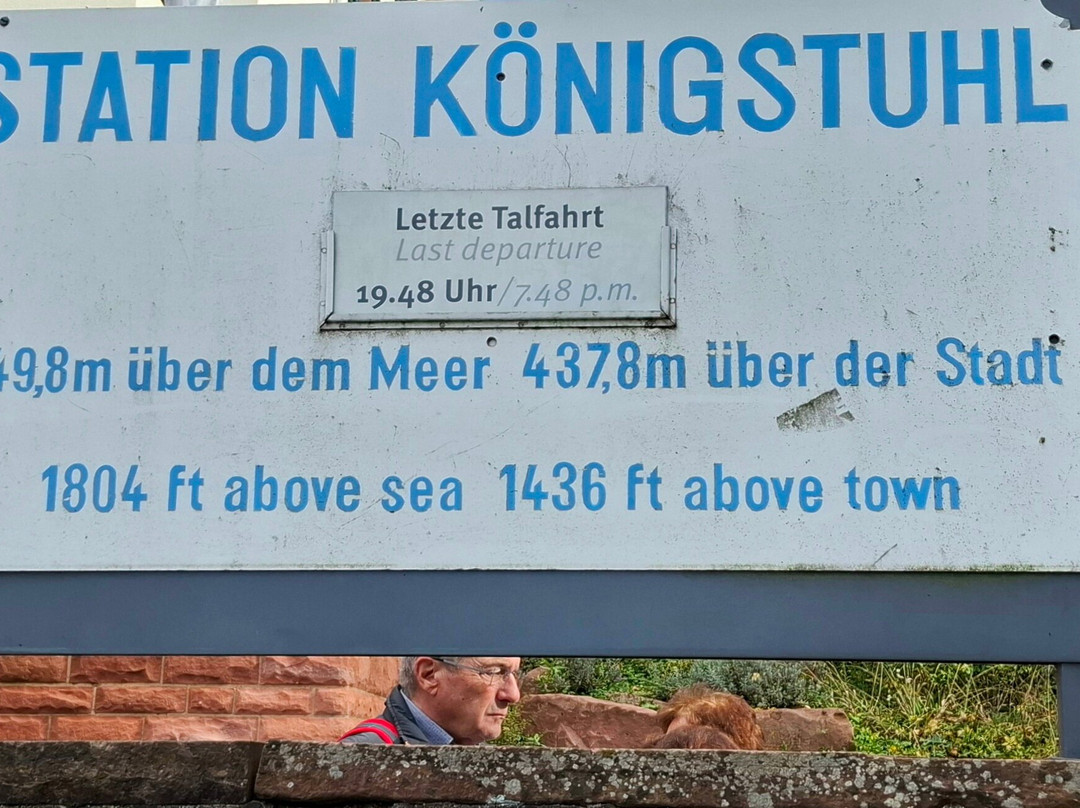 STATION KÖNIGSTUHL
Letzte Talfahrt
Last departure
19.48 Uhr/7.48 p.m.
49,8m über dem Meer 437,8m über der Stadt
1804 ft above sea 1436 ft above town